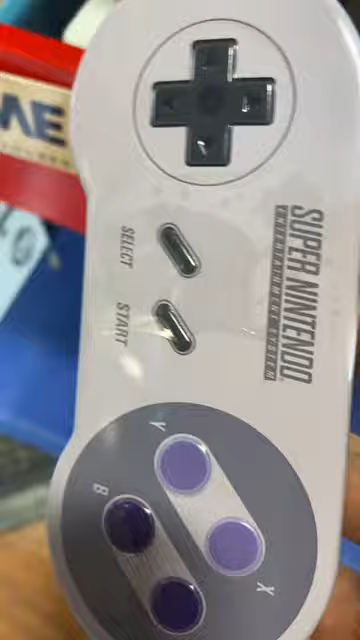 SUPER NINTENDO
ENTERTAINMENT SYSTEM
SELECT
START
Y
X
B